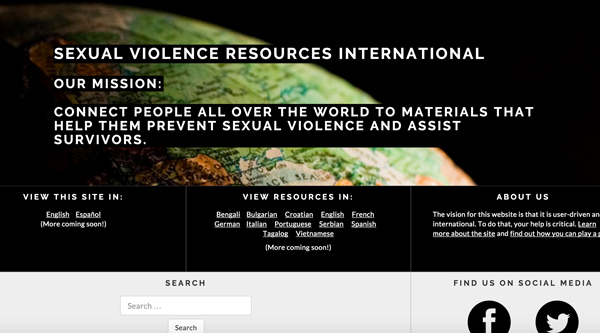 SEXUAL VIOLENCE RESOURCES INTERNATIONAL
OUR MISSION:
CONNECT PEOPLE ALL OVER THE WORLD TO MATERIALS THAT
HELP THEM PREVENT SEXUAL VIOLENCE AND ASSIST
SURVIVORS.
VIEW THIS SITE IN:
English Español
(More coming soon!)
VIEW RESOURCES IN:
Bengali Bulgarian Croatian English French
German Italian Portuguese Serbian Spanish
Tagalog Vietnamese
(More coming soon!)
ABOUT US
The vision for this website is that it is user-driven and
international. To do that, your help is critical. Learn
more about the site and find out how you can play a
SEARCH
Search …
Search
FIND US ON SOCIAL MEDIA